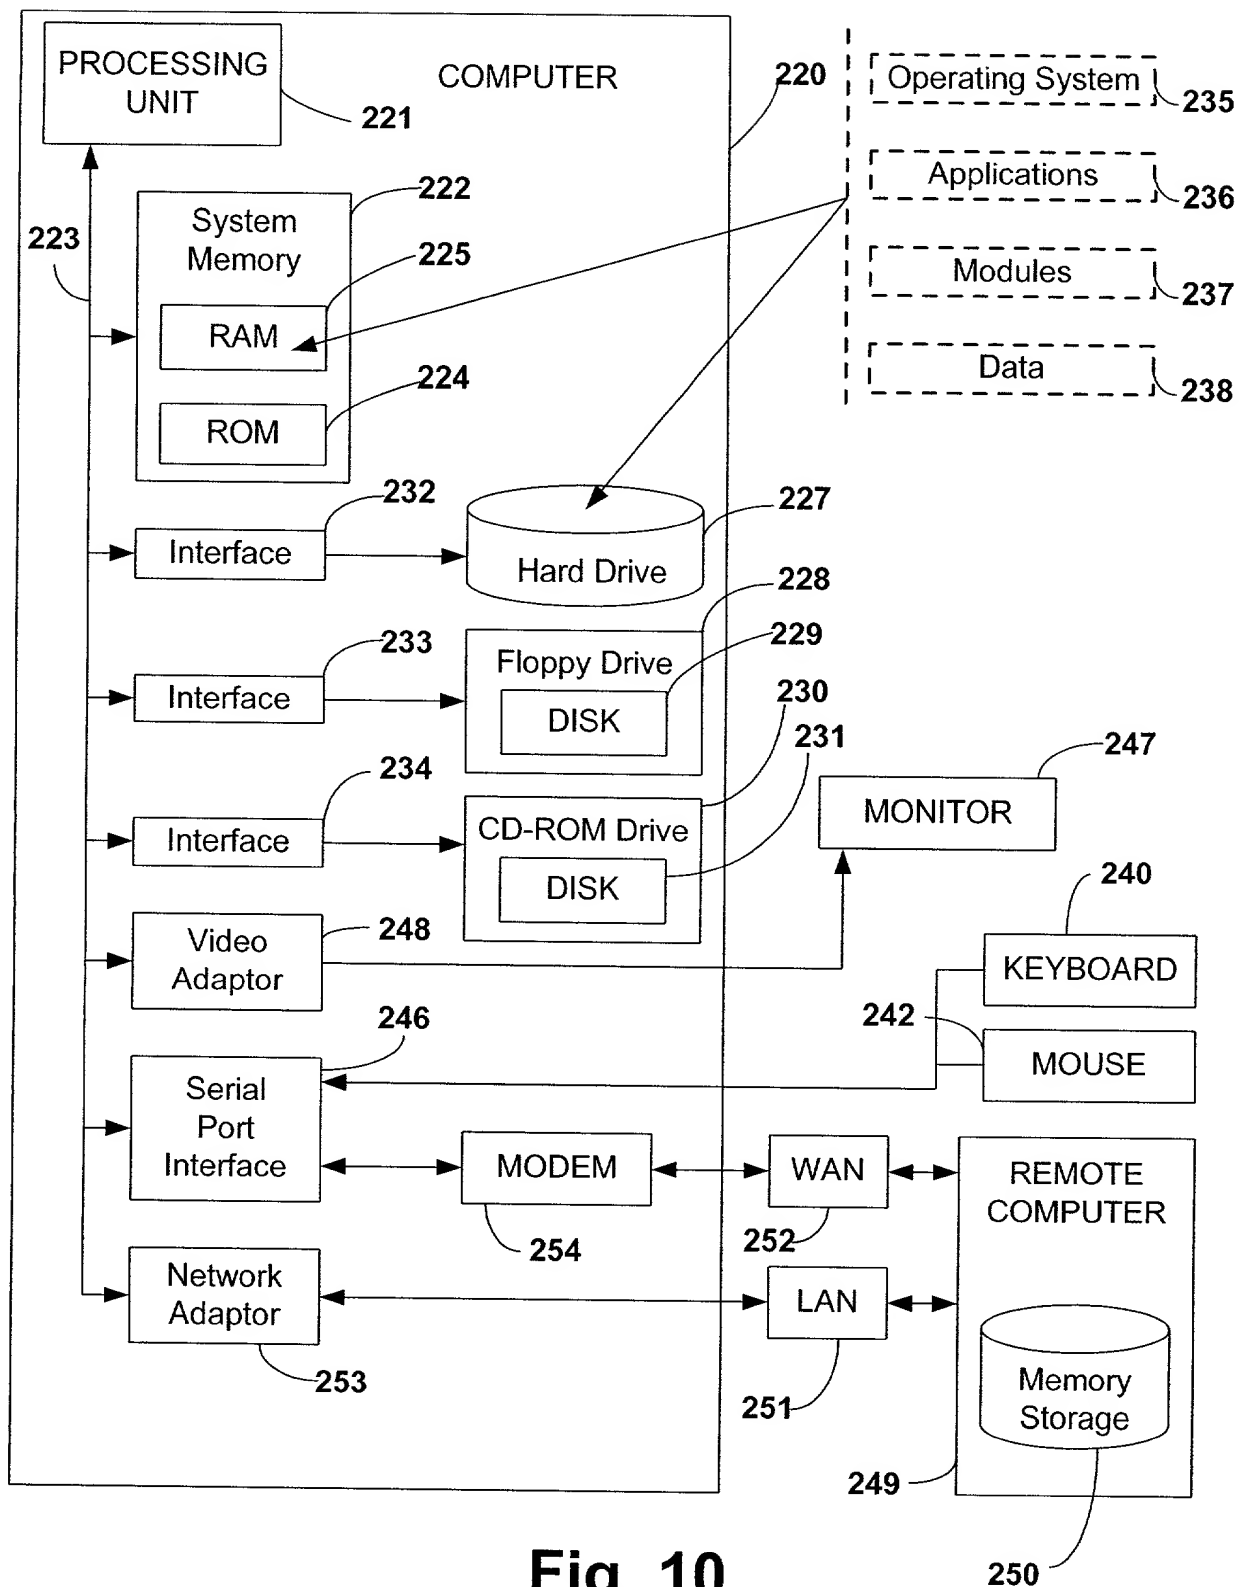 PROCESSING
UNIT
221
COMPUTER
220
Operating System
235
Applications
236
Modules
237
Data
238
223
System
Memory
222
225
RAM
224
ROM
232
Interface
Hard Drive
227
233
Interface
Floppy Drive
228
229
DISK
234
Interface
CD-ROM Drive
230
231
DISK
247
MONITOR
Video
Adaptor
248
240
KEYBOARD
242
MOUSE
246
Serial
Port
Interface
MODEM
254
WAN
252
REMOTE
COMPUTER
Network
Adaptor
253
LAN
251
Memory
Storage
249
250
Fig. 10